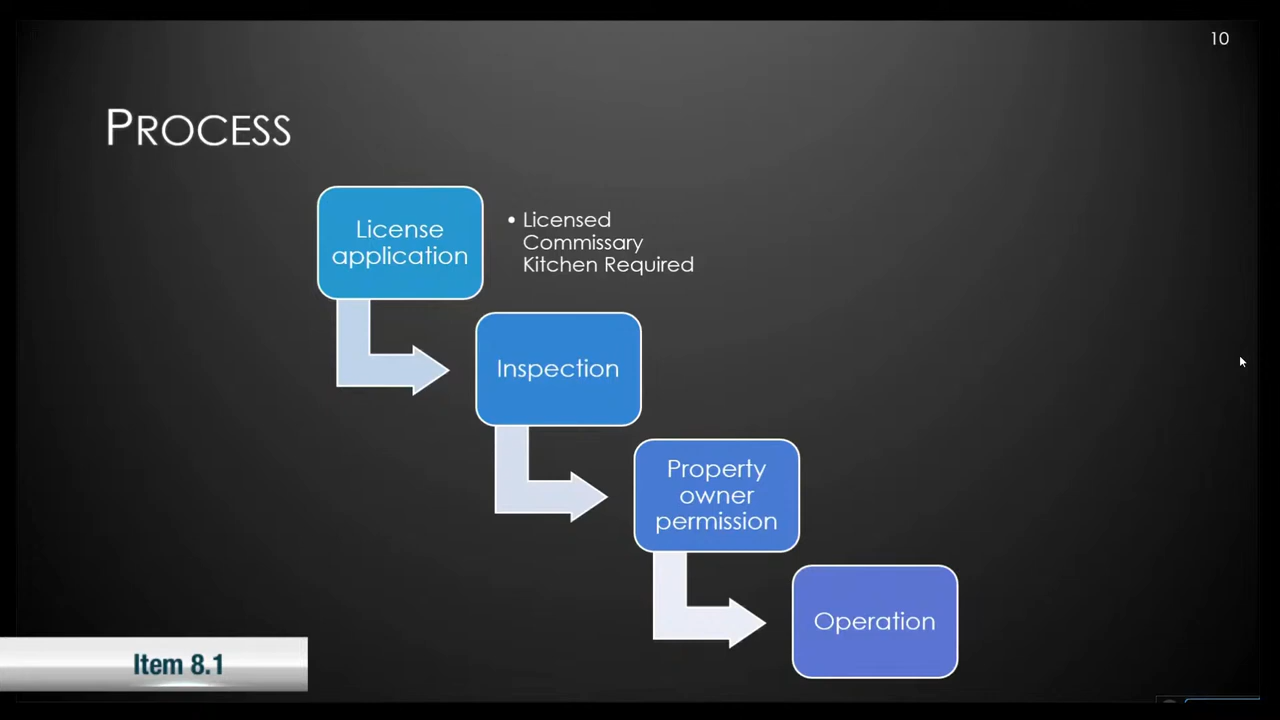 10
PROCESS
License
application
• Licensed
Commissary
Kitchen Required
Inspection
Property
owner
permission
Operation
Item 8.1